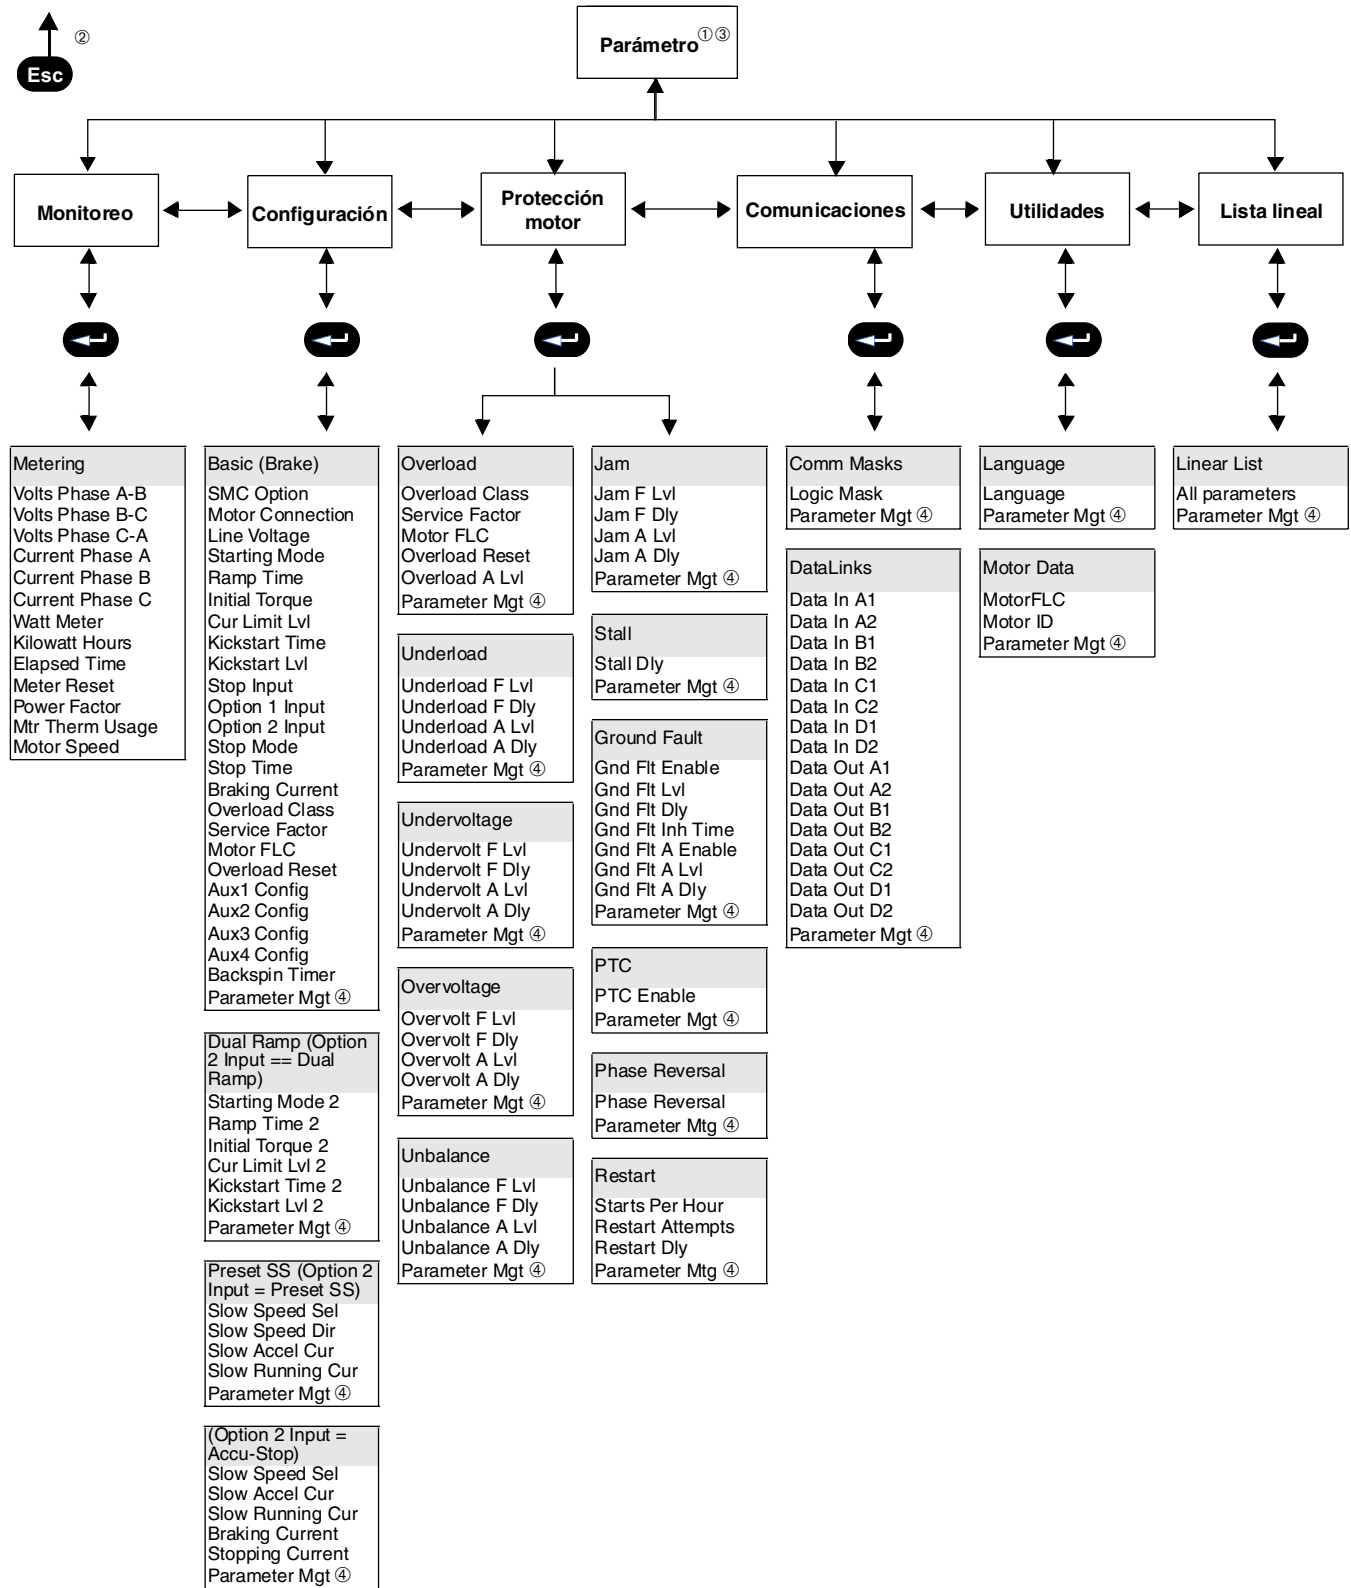 ②
Esc
Parámetro①③
Monitoreo
Configuración
Protección
motor
Comunicaciones
Utilidades
Lista lineal
Metering
Volts Phase A-B
Volts Phase B-C
Volts Phase C-A
Current Phase A
Current Phase B
Current Phase C
Watt Meter
Kilowatt Hours
Elapsed Time
Meter Reset
Power Factor
Mtr Therm Usage
Motor Speed
Basic (Brake)
SMC Option
Motor Connection
Line Voltage
Starting Mode
Ramp Time
Initial Torque
Cur Limit Lvl
Kickstart Time
Kickstart Lvl
Stop Input
Option 1 Input
Option 2 Input
Stop Mode
Stop Time
Braking Current
Overload Class
Service Factor
Motor FLC
Overload Reset
Aux1 Config
Aux2 Config
Aux3 Config
Aux4 Config
Backspin Timer
Parameter Mgt ④
Dual Ramp (Option
2 Input == Dual
Ramp)
Starting Mode 2
Ramp Time 2
Initial Torque 2
Cur Limit Lvl 2
Kickstart Time 2
Kickstart Lvl 2
Parameter Mgt ④
Preset SS (Option 2
Input = Preset SS)
Slow Speed Sel
Slow Speed Dir
Slow Accel Cur
Slow Running Cur
Parameter Mgt ④
(Option 2 Input =
Accu-Stop)
Slow Speed Sel
Slow Accel Cur
Slow Running Cur
Braking Current
Stopping Current
Parameter Mgt ④
Overload
Overload Class
Service Factor
Motor FLC
Overload Reset
Overload A Lvl
Parameter Mgt ④
Underload
Underload F Lvl
Underload F Dly
Underload A Lvl
Underload A Dly
Parameter Mgt ④
Undervoltage
Undervolt F Lvl
Undervolt F Dly
Undervolt A Lvl
Undervolt A Dly
Parameter Mgt ④
Overvoltage
Overvolt F Lvl
Overvolt F Dly
Overvolt A Lvl
Overvolt A Dly
Parameter Mgt ④
Unbalance
Unbalance F Lvl
Unbalance F Dly
Unbalance A Lvl
Unbalance A Dly
Parameter Mgt ④
Jam
Jam F Lvl
Jam F Dly
Jam A Lvl
Jam A Dly
Parameter Mgt ④
Stall
Stall Dly
Parameter Mgt ④
Ground Fault
Gnd Flt Enable
Gnd Flt Lvl
Gnd Flt Dly
Gnd Flt Inh Time
Gnd Flt A Enable
Gnd Flt A Lvl
Gnd Flt A Dly
Parameter Mgt ④
PTC
PTC Enable
Parameter Mgt ④
Phase Reversal
Phase Reversal
Parameter Mtg ④
Restart
Starts Per Hour
Restart Attempts
Restart Dly
Parameter Mtg ④
Comm Masks
Logic Mask
Parameter Mgt ④
DataLinks
Data In A1
Data In A2
Data In B1
Data In B2
Data In C1
Data In C2
Data In D1
Data In D2
Data Out A1
Data Out A2
Data Out B1
Data Out B2
Data Out C1
Data Out C2
Data Out D1
Data Out D2
Parameter Mgt ④
Language
Language
Parameter Mgt ④
Motor Data
MotorFLC
Motor ID
Parameter Mgt ④
Linear List
All parameters
Parameter Mgt ④